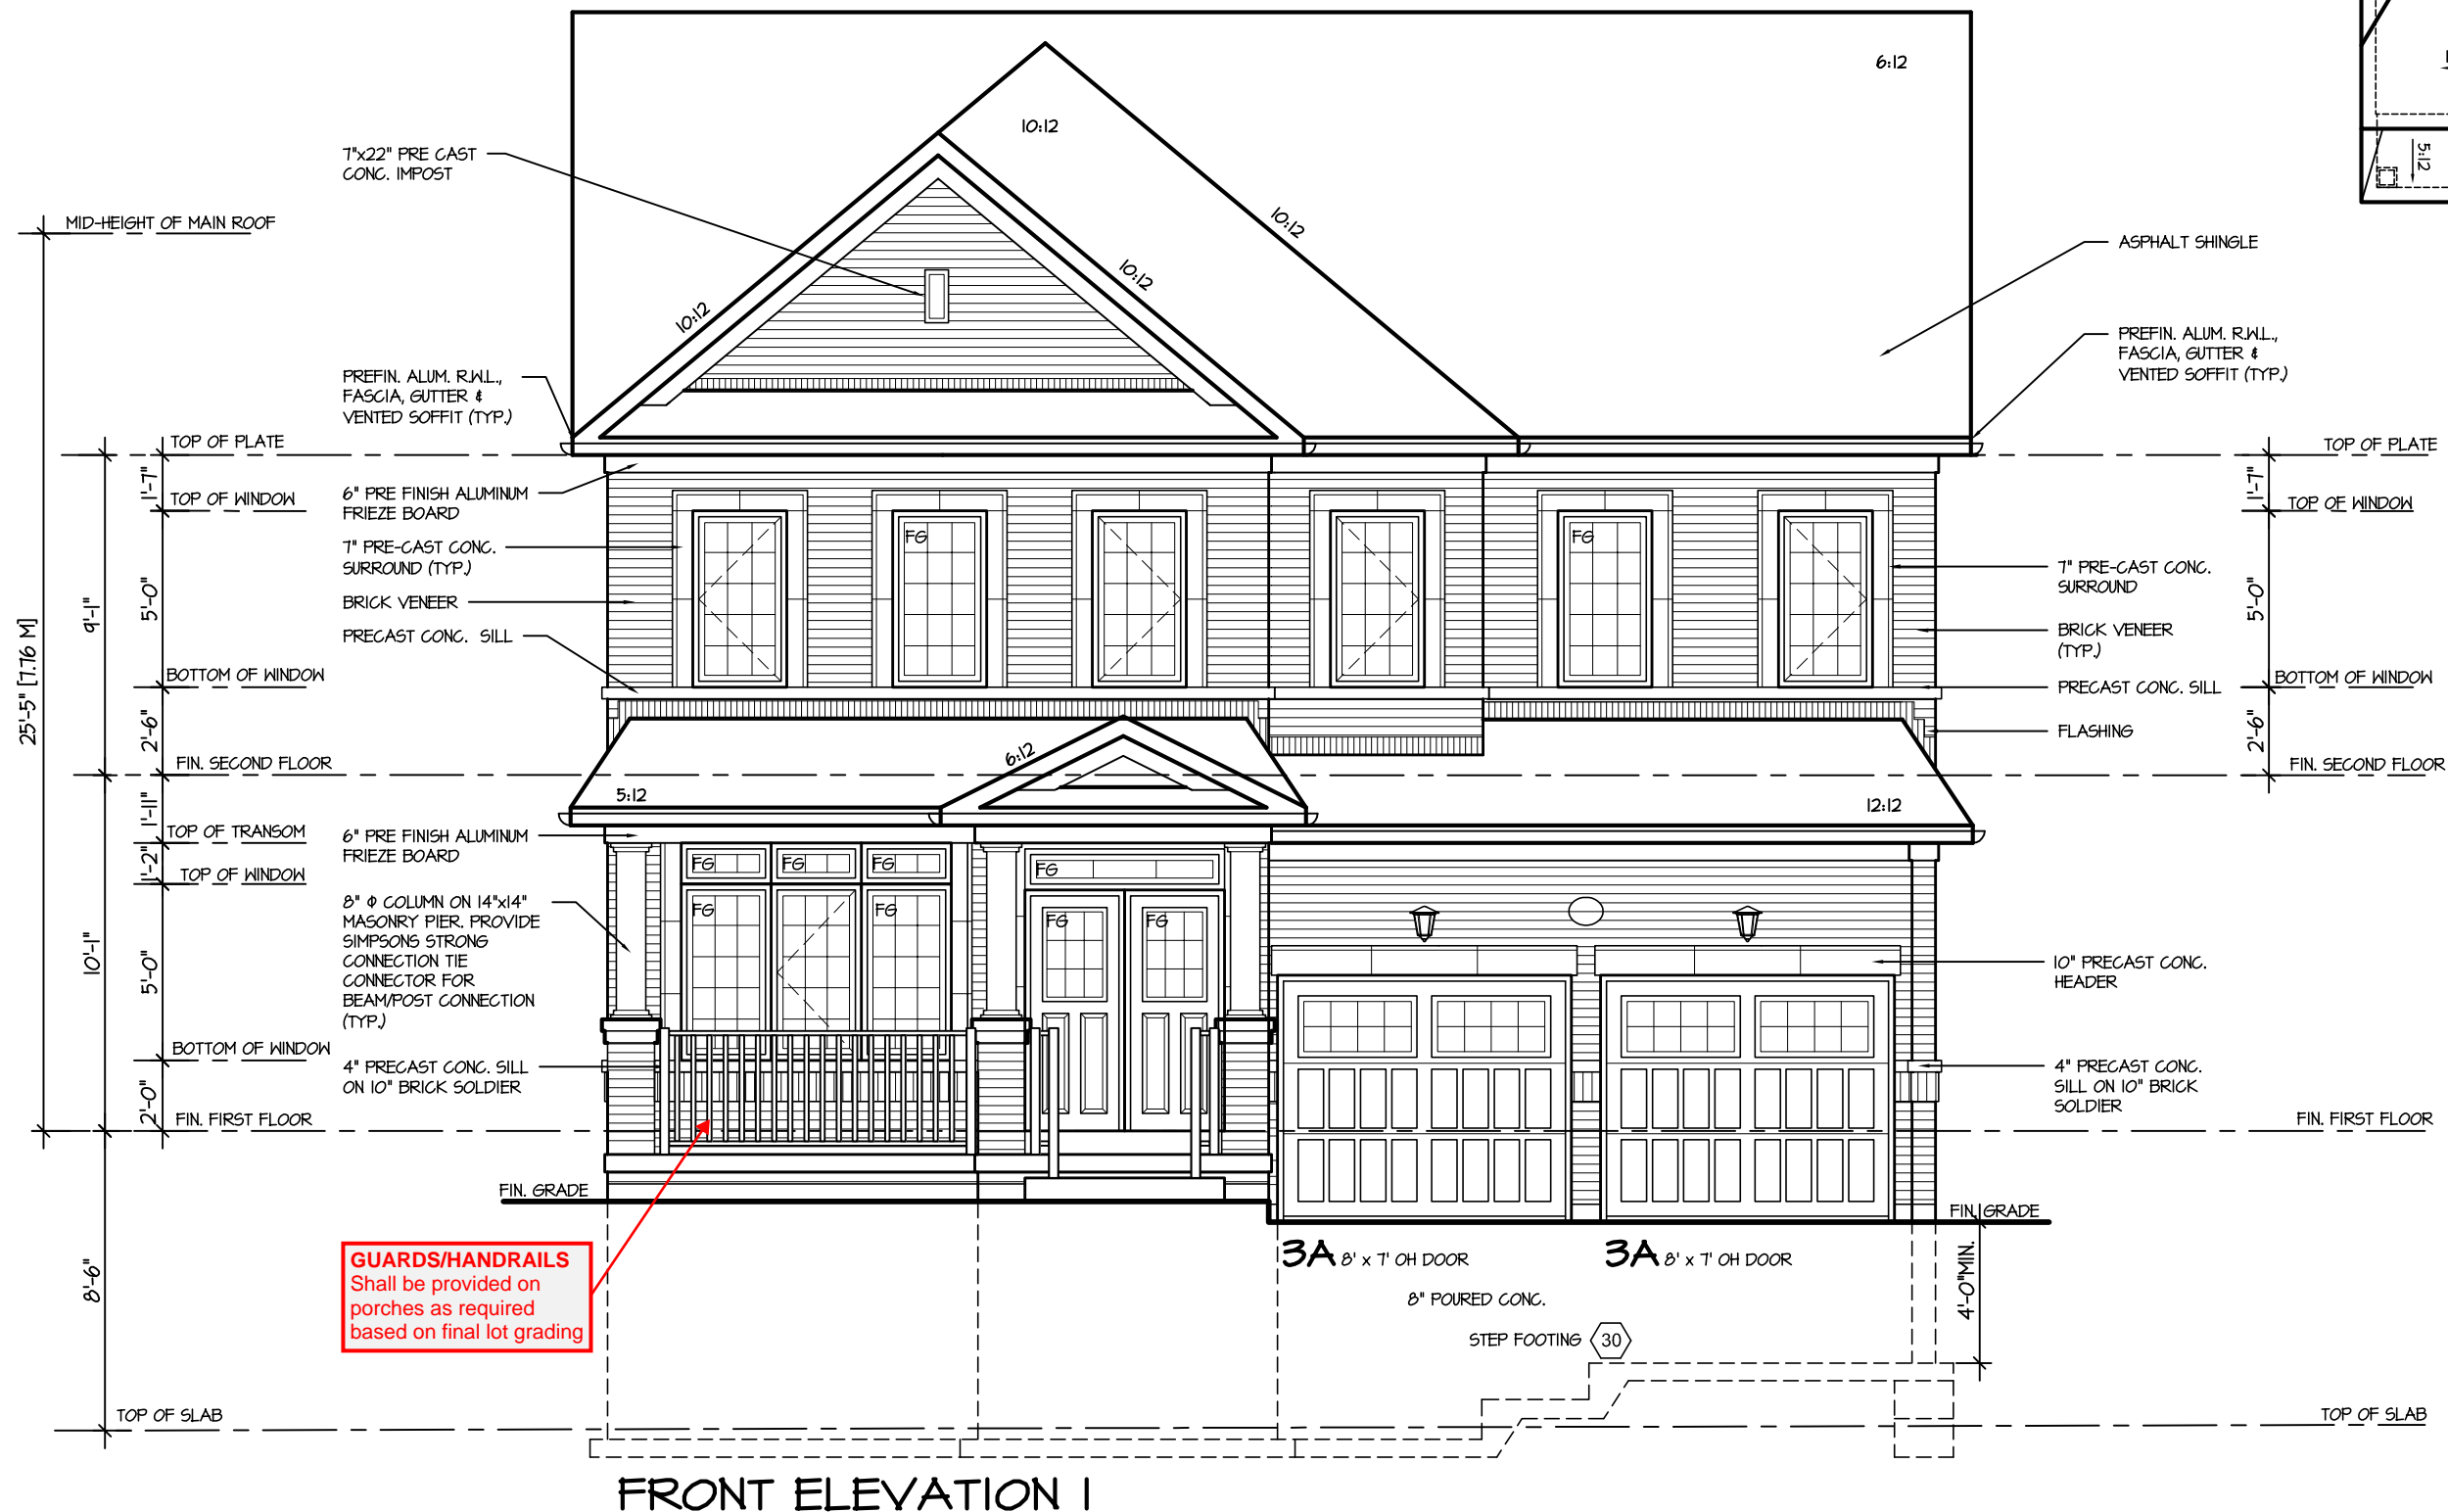 6:12
10:12
7"x22" PRE CAST
CONC. IMPOST
5:12
10:12
MID-HEIGHT OF MAIN ROOF
ASPHALT SHINGLE
10:12
10:12
PREFIN. ALUM. R.W.L.,
FASCIA, GUTTER &
VENTED SOFFIT (TYP.)
PREFIN. ALUM. R.W.L.,
FASCIA, GUTTER &
VENTED SOFFIT (TYP.)
TOP OF PLATE
TOP OF PLATE
1'-7"
1'-7"
TOP OF WINDOW
6" PRE FINISH ALUMINUM
FRIEZE BOARD
TOP OF WINDOW
FG
FG
7" PRE-CAST CONC.
SURROUND (TYP.)
7" PRE-CAST CONC.
SURROUND
9'-1"
5'-0"
5'-0"
BRICK VENEER
BRICK VENEER
(TYP.)
PRECAST CONC. SILL
25'-5" [7.76 M]
BOTTOM OF WINDOW
PRECAST CONC. SILL
BOTTOM OF WINDOW
2'-6"
2'-6"
FLASHING
FIN. SECOND FLOOR
6:12
FIN. SECOND FLOOR
5:12
12:12
1'-11"
TOP OF TRANSOM
6" PRE FINISH ALUMINUM
FRIEZE BOARD
1'-2"
FG
FG
FG
FG
TOP OF WINDOW
8" Φ COLUMN ON 14"x14"
MASONRY PIER. PROVIDE
SIMPSONS STRONG
CONNECTION TIE
CONNECTOR FOR
BEAM/POST CONNECTION
(TYP.)
FG
FG
FG
FG
10'-1"
5'-0"
10" PRECAST CONC.
HEADER
BOTTOM OF WINDOW
4" PRECAST CONC. SILL
ON 10" BRICK SOLDIER
4" PRECAST CONC.
SILL ON 10" BRICK
SOLDIER
2'-0"
FIN. FIRST FLOOR
FIN. FIRST FLOOR
FIN. GRADE
FIN. GRADE
GUARDS/HANDRAILS
Shall be provided on
porches as required
based on final lot grading
3A 8' x 7' OH DOOR
3A 8' x 7' OH DOOR
8'-6"
4'-0"MIN.
8" POURED CONC.
STEP FOOTING 30
TOP OF SLAB
TOP OF SLAB
FRONT ELEVATION 1